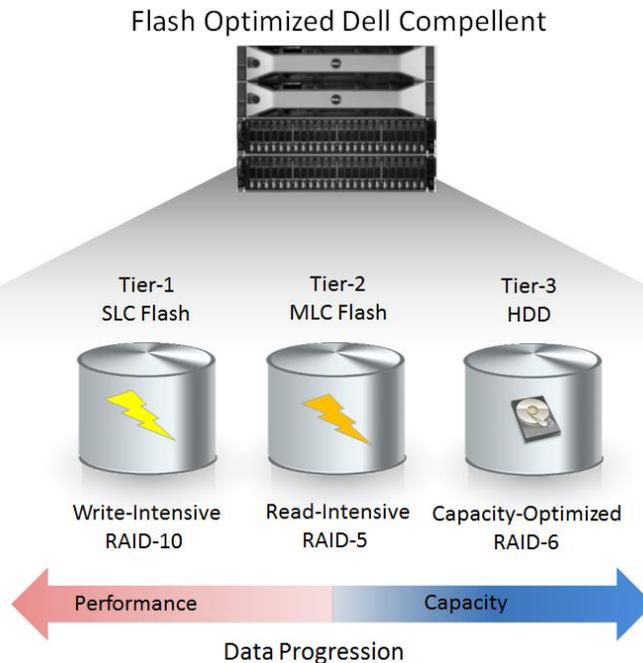 Flash Optimized Dell Compellent
Tier-1
SLC Flash
Tier-2
MLC Flash
Tier-3
HDD
Write-Intensive
RAID-10
Read-Intensive
RAID-5
Capacity-Optimized
RAID-6
Performance
Capacity
Data Progression